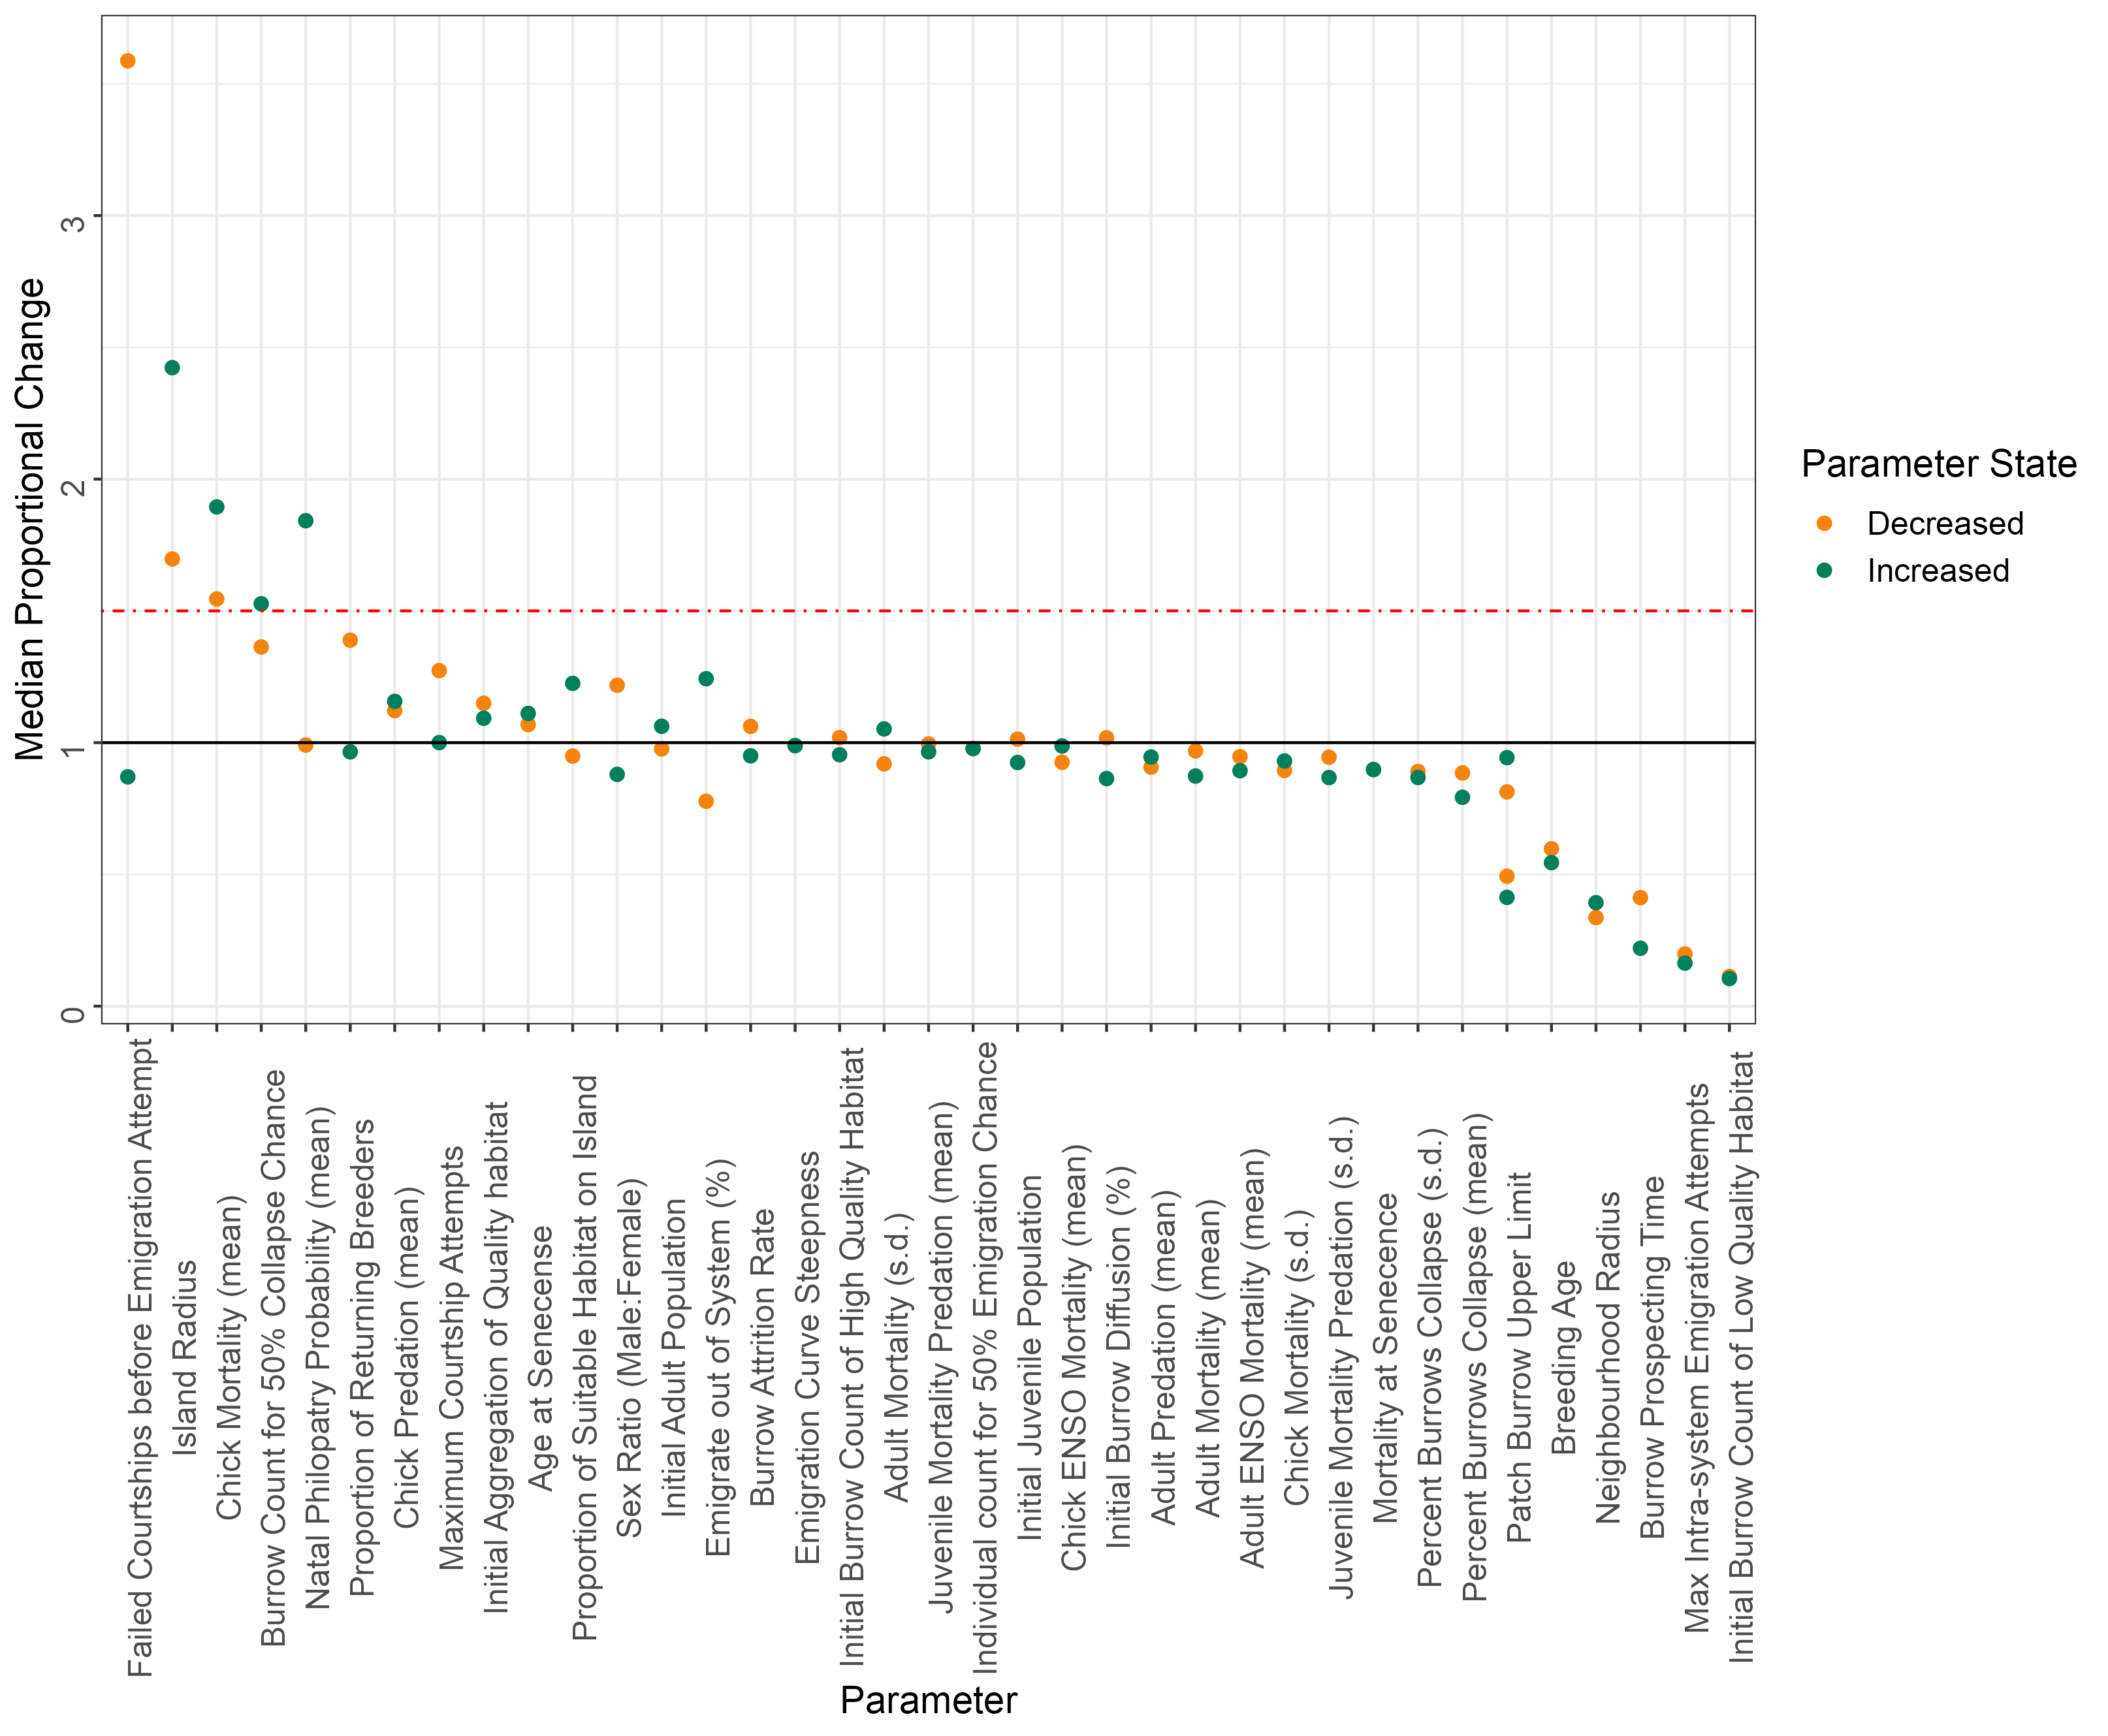 Median Proportional Change
3
2
1
0
Failed Courtships before Emigration Attempt
Island Radius
Chick Mortality (mean)
Burrow Count for 50% Collapse Chance
Natal Philopatry Probability (mean)
Proportion of Returning Breeders
Chick Predation (mean)
Maximum Courtship Attempts
Initial Aggregation of Quality habitat
Age at Senecense
Proportion of Suitable Habitat on Island
Sex Ratio (Male:Female)
Initial Adult Population
Emigrate out of System (%)
Burrow Attrition Rate
Emigration Curve Steepness
Initial Burrow Count of High Quality Habitat
Adult Mortality (s.d.)
Juvenile Mortality Predation (mean)
Individual count for 50% Emigration Chance
Initial Juvenile Population
Chick ENSO Mortality (mean)
Initial Burrow Diffusion (%)
Adult Predation (mean)
Adult Mortality (mean)
Adult ENSO Mortality (mean)
Chick Mortality (s.d.)
Juvenile Mortality Predation (s.d.)
Mortality at Senecence
Percent Burrows Collapse (s.d.)
Percent Burrows Collapse (mean)
Patch Burrow Upper Limit
Breeding Age
Neighbourhood Radius
Burrow Prospecting Time
Max Intra-system Emigration Attempts
Initial Burrow Count of Low Quality Habitat
Parameter
Parameter State
Decreased
Increased